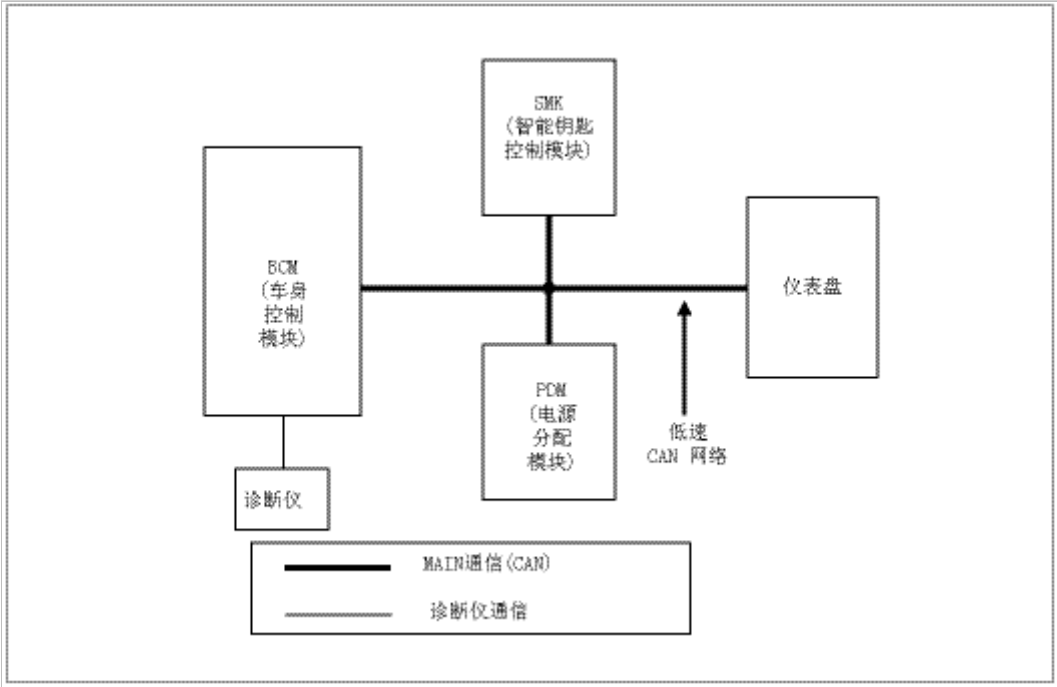 SMK
(智能钥匙
控制模块)
BCM
(车身
控制
模块)
仪表盘
PDM
(电源
分配
模块)
低速
CAN 网络
诊断仪
MAIN通信(CAN)
诊断仪通信